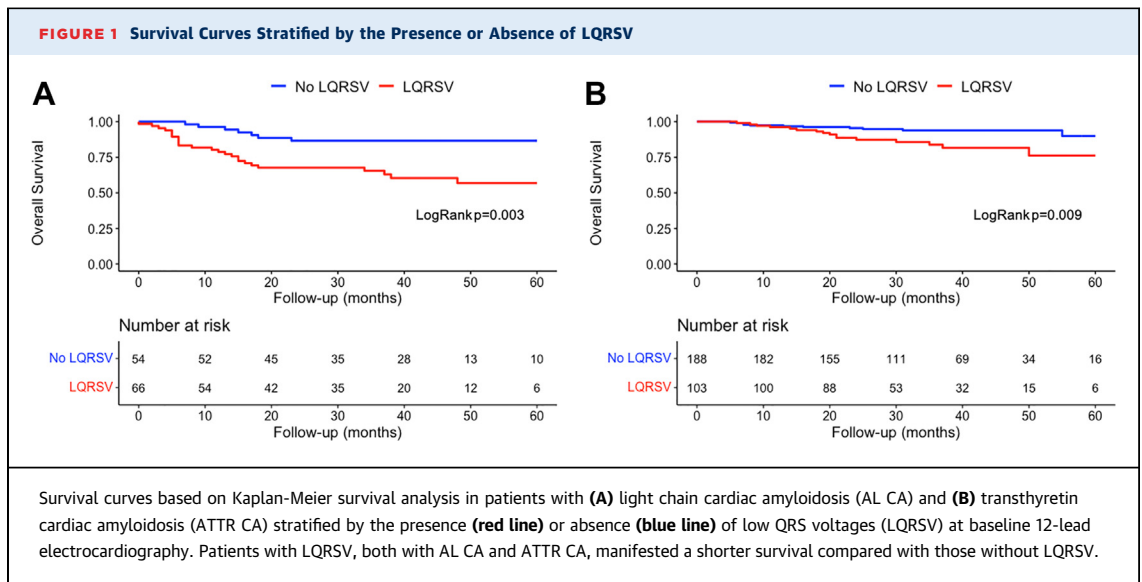 FIGURE 1 Survival Curves Stratified by the Presence or Absence of LQRSV
A
No LQRSV LQRSV
Overall Survival
1.00
0.75
0.50
0.25
0.00
LogRank p=0.003
0 10 20 30 40 50 60
Follow-up (months)
Number at risk
No LQRSV 54 52 45 35 28 13 10
LQRSV 66 54 42 35 20 12 6
0 10 20 30 40 50 60
Follow-up (months)
B
No LQRSV LQRSV
Overall Survival
1.00
0.75
0.50
0.25
0.00
LogRank p=0.009
0 10 20 30 40 50 60
Follow-up (months)
Number at risk
No LQRSV 188 182 155 111 69 34 16
LQRSV 103 100 88 53 32 15 6
0 10 20 30 40 50 60
Follow-up (months)
Survival curves based on Kaplan-Meier survival analysis in patients with (A) light chain cardiac amyloidosis (AL CA) and (B) transthyretin
cardiac amyloidosis (ATTR CA) stratified by the presence (red line) or absence (blue line) of low QRS voltages (LQRSV) at baseline 12-lead
electrocardiography. Patients with LQRSV, both with AL CA and ATTR CA, manifested a shorter survival compared with those without LQRSV.